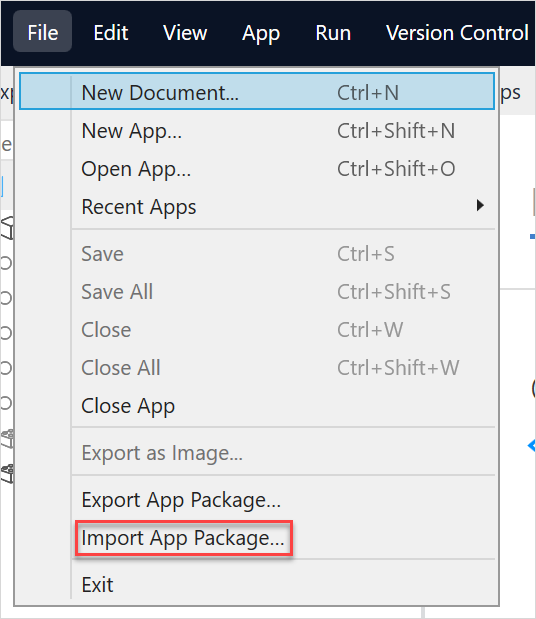 File Edit View App Run Version Control
New Document... Ctrl+N
New App... Ctrl+Shift+N
Open App... Ctrl+Shift+O
Recent Apps
Save Ctrl+S
Save All Ctrl+Shift+S
Close Ctrl+W
Close All Ctrl+Shift+W
Close App
Export as Image...
Export App Package...
Import App Package...
Exit